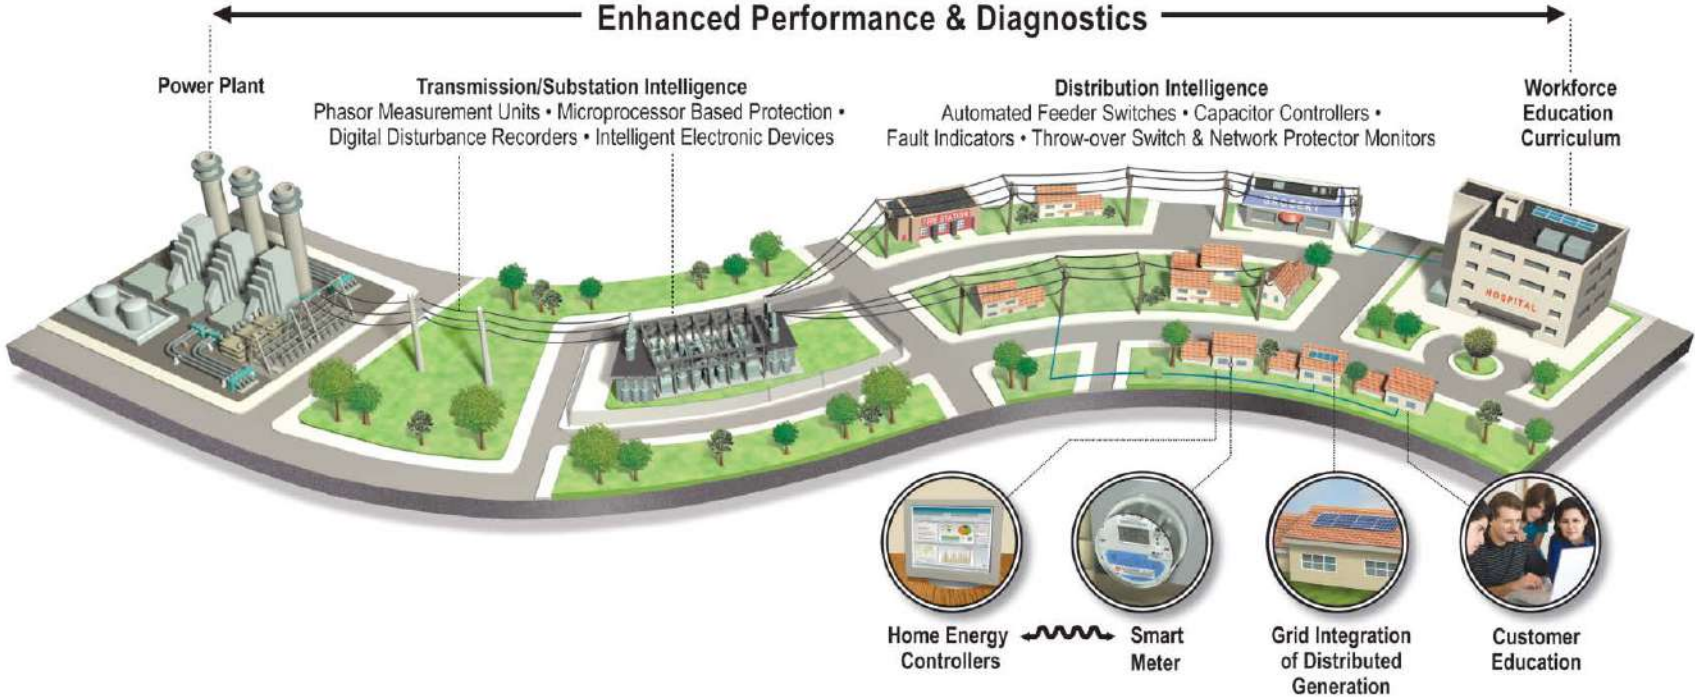 Enhanced Performance & Diagnostics
Power Plant
Transmission/Substation Intelligence
Phasor Measurement Units • Microprocessor Based Protection •
Digital Disturbance Recorders • Intelligent Electronic Devices
Distribution Intelligence
Automated Feeder Switches • Capacitor Controllers •
Fault Indicators • Throw-over Switch & Network Protector Monitors
Workforce
Education
Curriculum
FIRE STATION
GROCERY
HOSPITAL
Home Energy
Controllers
Smart
Meter
Grid Integration
of Distributed
Generation
Customer
Education